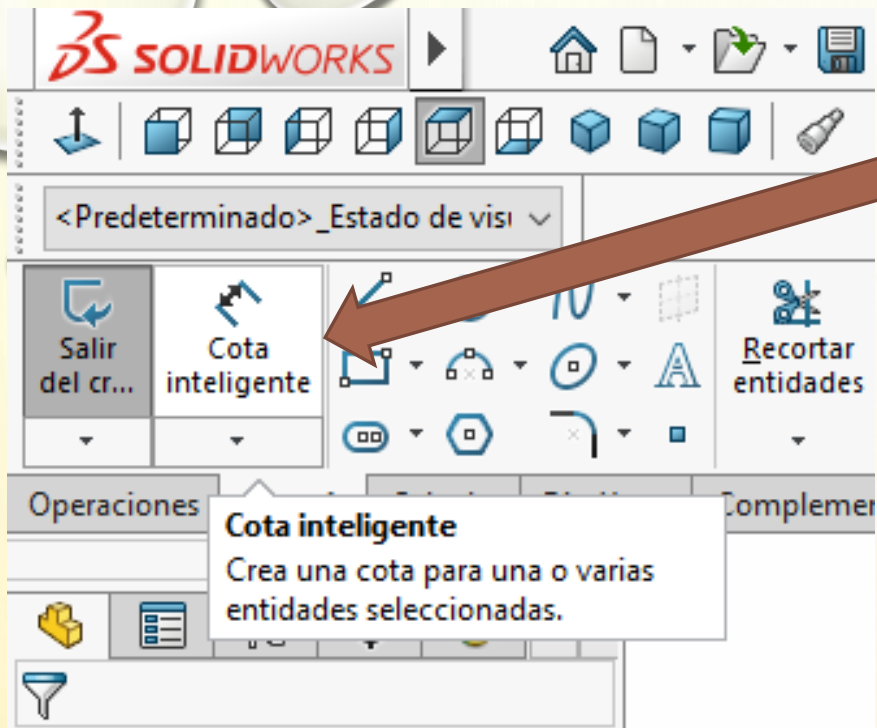 SOLIDWORKS
<Predeterminado>_Estado de visu
Salir
del cr...
Cota
inteligente
Recortar
entidades
Operaciones
Complemen
Cota inteligente
Crea una cota para una o varias
entidades seleccionadas.